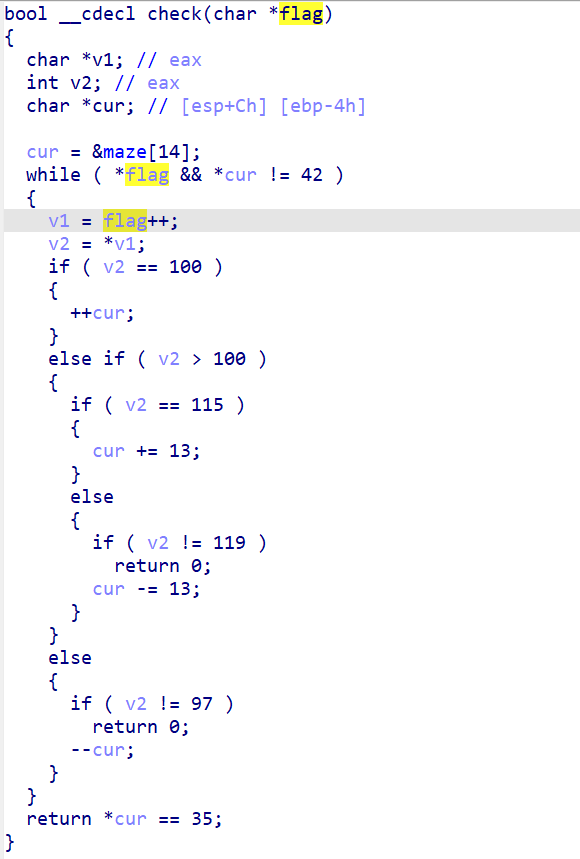 bool __cdecl check(char *flag)
{
  char *v1; // eax
  int v2; // eax
  char *cur; // [esp+Ch] [ebp-4h]

  cur = &maze[14];
  while ( *flag && *cur != 42 )
  {
    v1 = flag++;
    v2 = *v1;
    if ( v2 == 100 )
    {
      ++cur;
    }
    else if ( v2 > 100 )
    {
      if ( v2 == 115 )
      {
        cur += 13;
      }
      else
      {
        if ( v2 != 119 )
          return 0;
        cur -= 13;
      }
    }
    else
    {
      if ( v2 != 97 )
        return 0;
      --cur;
    }
  }
  return *cur == 35;
}